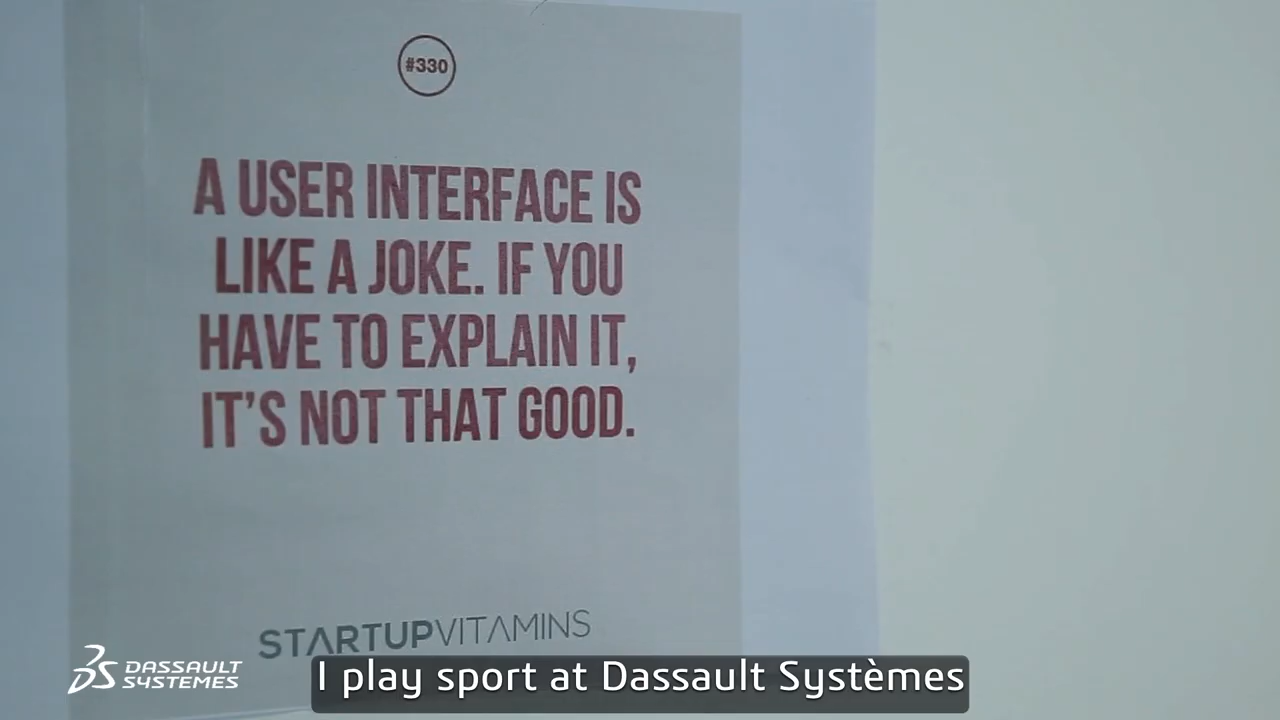 #330
A USER INTERFACE IS
LIKE A JOKE. IF YOU
HAVE TO EXPLAIN IT,
IT'S NOT THAT GOOD.
STARTUPVITAMINS
DASSAULT
SYSTEMES
I play sport at Dassault Systèmes